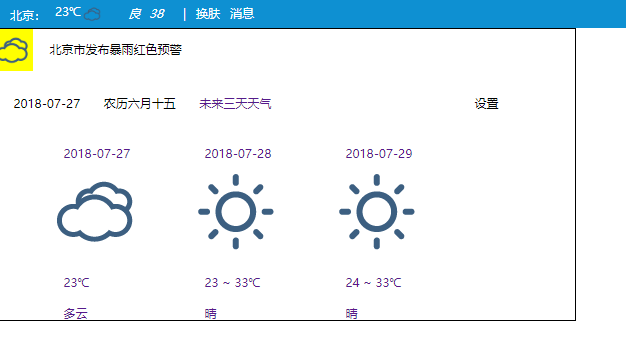 北京: 23℃ 良 38 | 换肤 消息
北京市发布暴雨红色预警
2018-07-27 农历六月十五 未来三天天气 设置
2018-07-27 2018-07-28 2018-07-29
23℃ 23 ~ 33℃ 24 ~ 33℃
多云 晴 晴